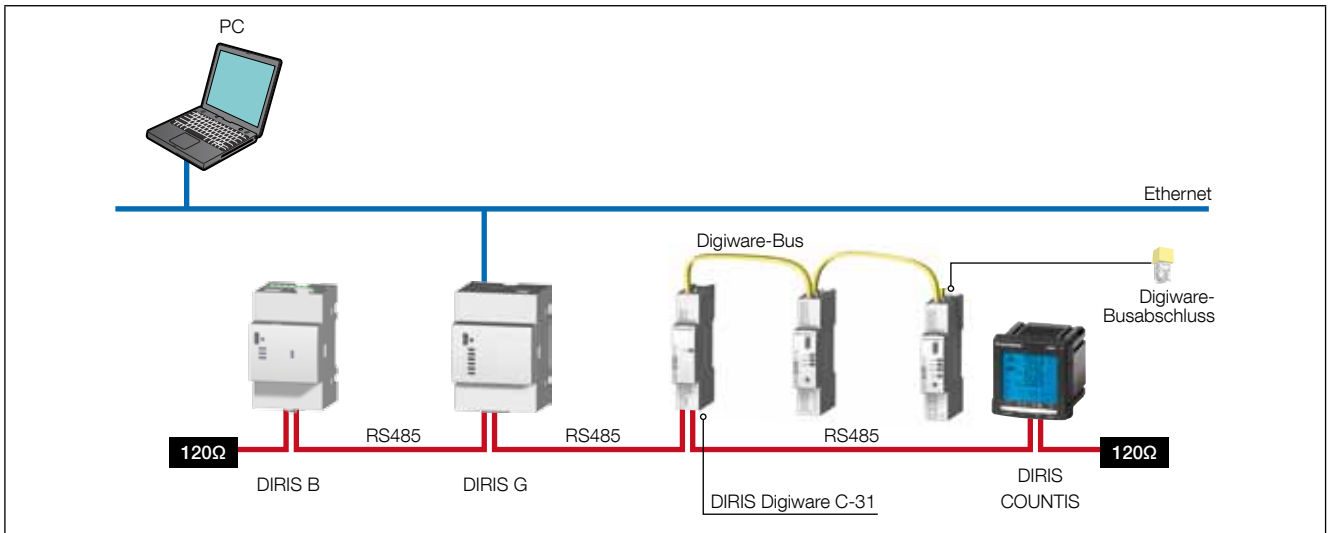 PC
Ethernet
Digiware-Bus
Digiware-
Busabschluss
RS485
RS485
RS485
120Ω
120Ω
DIRIS B
DIRIS G
DIRIS Digiware C-31
DIRIS
COUNTIS